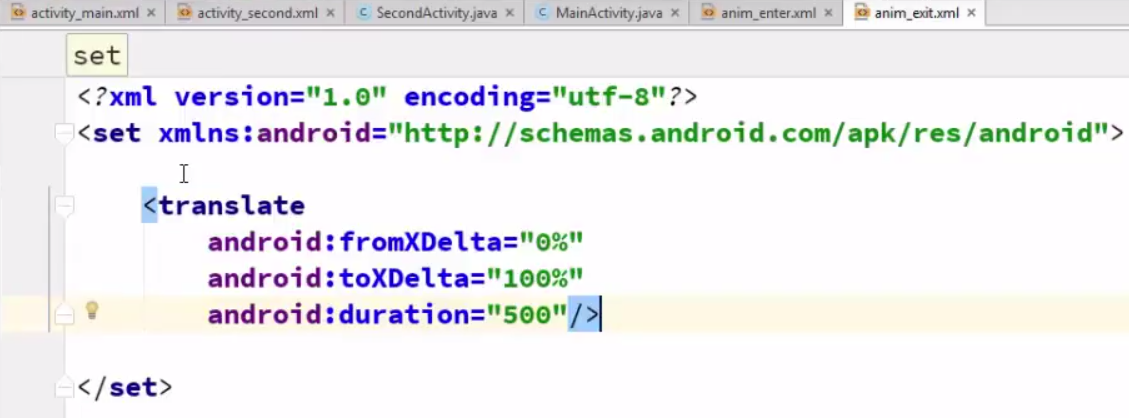 activity_main.xml × activity_second.xml × C SecondActivity.java × C MainActivity.java × anim_enter.xml × anim_exit.xml ×
set
<?xml version="1.0" encoding="utf-8"?>
<set xmlns:android="http://schemas.android.com/apk/res/android">
<translate
android:fromXDelta="0%"
android:toXDelta="100%"
android:duration="500"/>
</set>